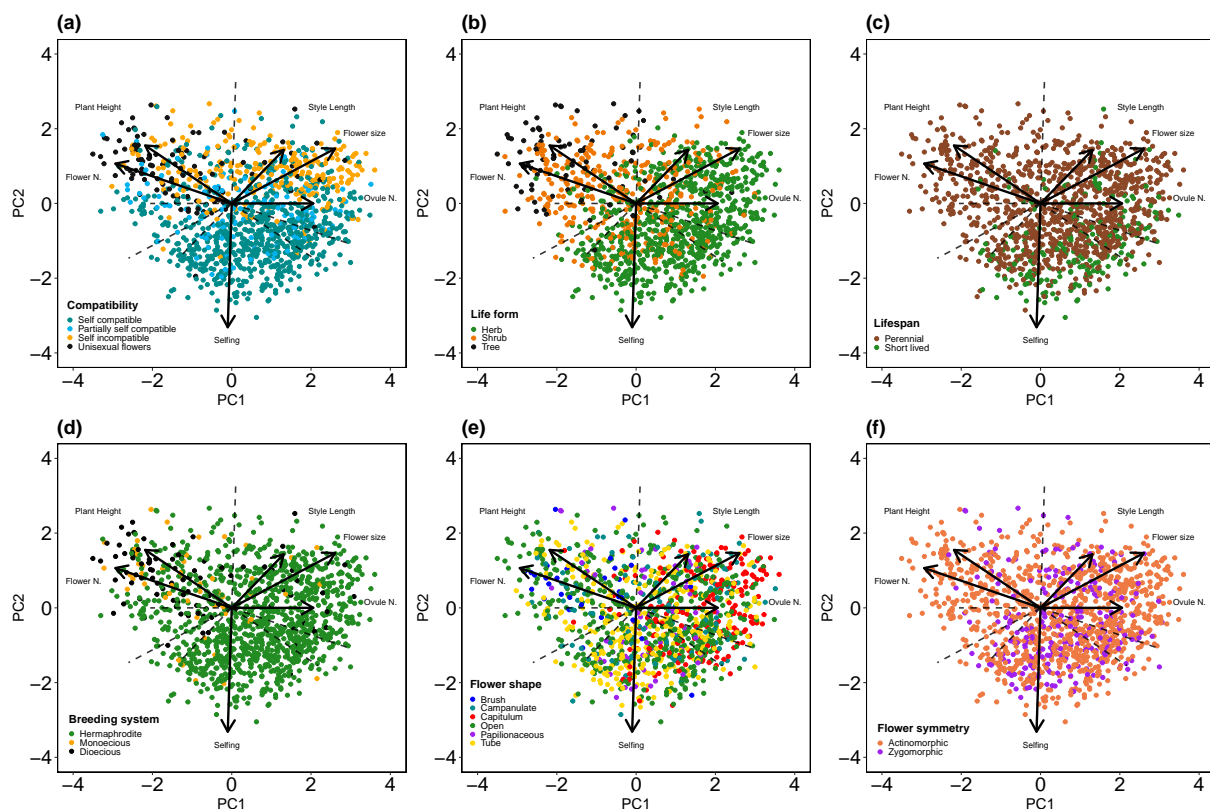 (a)
4
2
0
−2
−4
PC2
Plant Height
Style Length
Flower size
Flower N.
Ovule N.
Selfing
Compatibility
Self compatible
Partially self compatible
Self incompatible
Unisexual flowers
−4 −2 0 2 4
PC1
(b)
4
2
0
−2
−4
PC2
Plant Height
Style Length
Flower size
Flower N.
Ovule N.
Selfing
Life form
Herb
Shrub
Tree
−4 −2 0 2 4
PC1
(c)
4
2
0
−2
−4
PC2
Plant Height
Style Length
Flower size
Flower N.
Ovule N.
Selfing
Lifespan
Perennial
Short lived
−4 −2 0 2 4
PC1
(d)
4
2
0
−2
−4
PC2
Plant Height
Style Length
Flower size
Flower N.
Ovule N.
Selfing
Breeding system
Hermaphrodite
Monoecious
Dioecious
−4 −2 0 2 4
PC1
(e)
4
2
0
−2
−4
PC2
Plant Height
Style Length
Flower size
Flower N.
Ovule N.
Selfing
Flower shape
Brush
Campanulate
Capitulum
Open
Papilionaceous
Tube
−4 −2 0 2 4
PC1
(f)
4
2
0
−2
−4
PC2
Plant Height
Style Length
Flower size
Flower N.
Ovule N.
Selfing
Flower symmetry
Actinomorphic
Zygomorphic
−4 −2 0 2 4
PC1